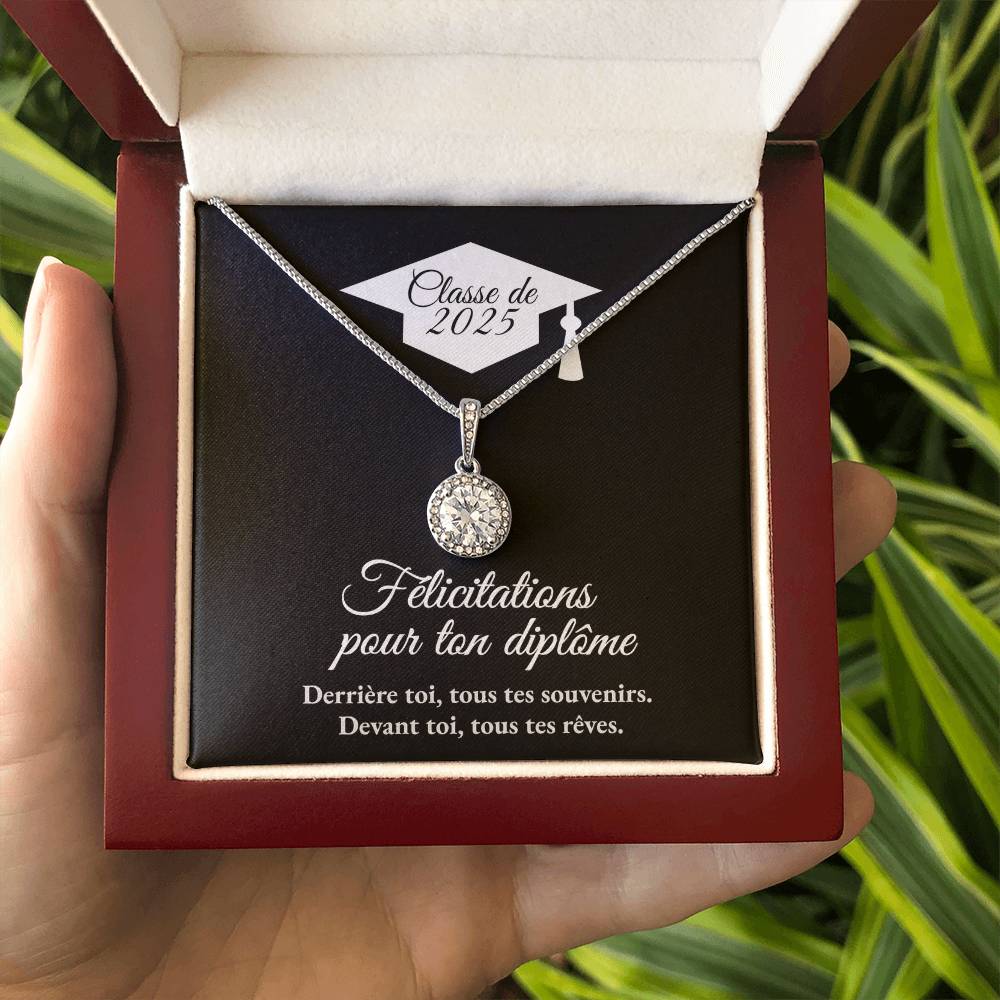 Classe de
2025
Félicitations
pour ton diplôme
Derrière toi, tous tes souvenirs.
Devant toi, tous tes rêves.